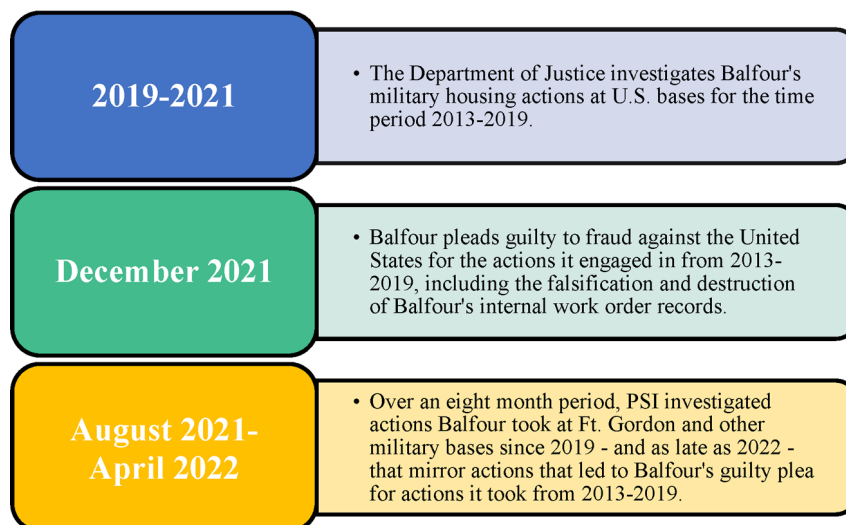 2019-2021
• The Department of Justice investigates Balfour's
military housing actions at U.S. bases for the time
period 2013-2019.
December 2021
• Balfour pleads guilty to fraud against the United
States for the actions it engaged in from 2013-
2019, including the falsification and destruction
of Balfour's internal work order records.
August 2021-
April 2022
• Over an eight month period, PSI investigated
actions Balfour took at Ft. Gordon and other
military bases since 2019 - and as late as 2022 -
that mirror actions that led to Balfour's guilty plea
for actions it took from 2013-2019.